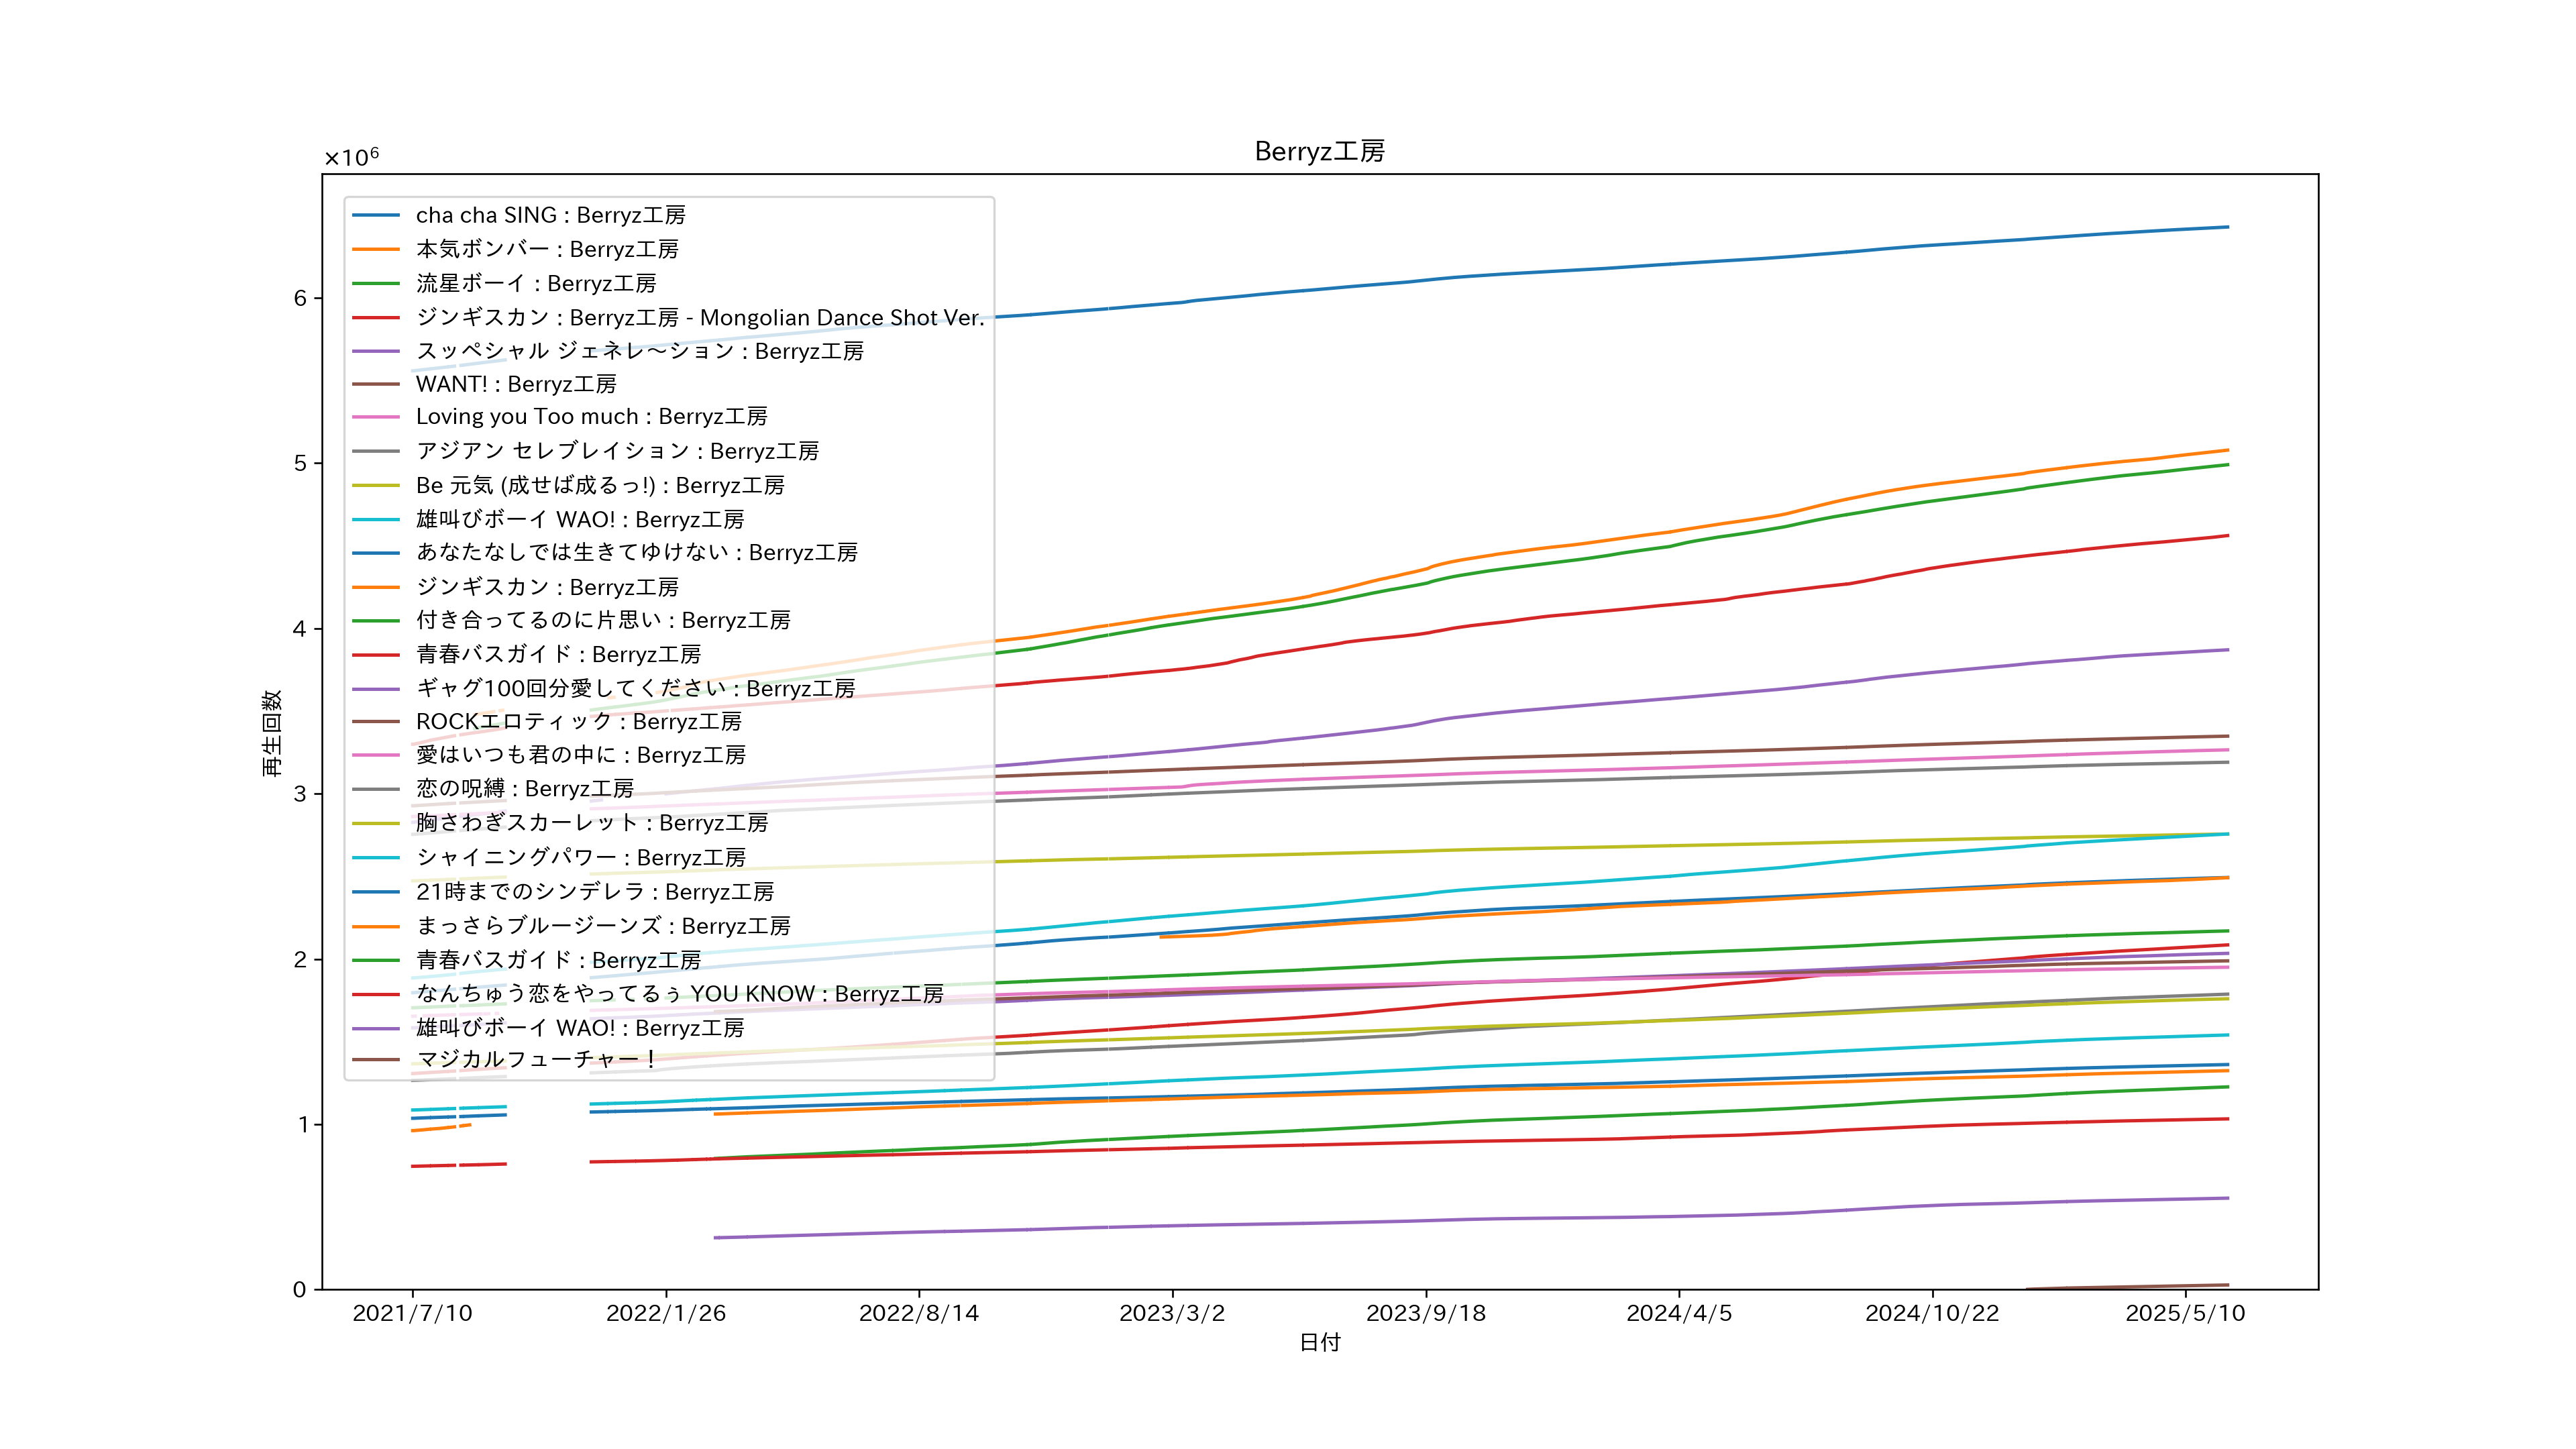 Berryz工房
×10⁶
cha cha SING : Berryz工房
本気ボンバー : Berryz工房
流星ボーイ : Berryz工房
ジンギスカン : Berryz工房 - Mongolian Dance Shot Ver.
スッペシャル ジェネレ～ション : Berryz工房
WANT! : Berryz工房
Loving you Too much : Berryz工房
アジアン セレブレイション : Berryz工房
Be 元気 (成せば成るっ!) : Berryz工房
雄叫びボーイ WAO! : Berryz工房
あなたなしでは生きてゆけない : Berryz工房
ジンギスカン : Berryz工房
付き合ってるのに片思い : Berryz工房
青春バスガイド : Berryz工房
ギャグ100回分愛してください : Berryz工房
ROCKエロティック : Berryz工房
愛はいつも君の中に : Berryz工房
恋の呪縛 : Berryz工房
胸さわぎスカーレット : Berryz工房
シャイニングパワー : Berryz工房
21時までのシンデレラ : Berryz工房
まっさらブルージーンズ : Berryz工房
青春バスガイド : Berryz工房
なんちゅう恋をやってるぅ YOU KNOW : Berryz工房
雄叫びボーイ WAO! : Berryz工房
マジカルフューチャー！
6
5
4
3
2
1
0
再生回数
2021/7/10 2022/1/26 2022/8/14 2023/3/2 2023/9/18 2024/4/5 2024/10/22 2025/5/10
日付